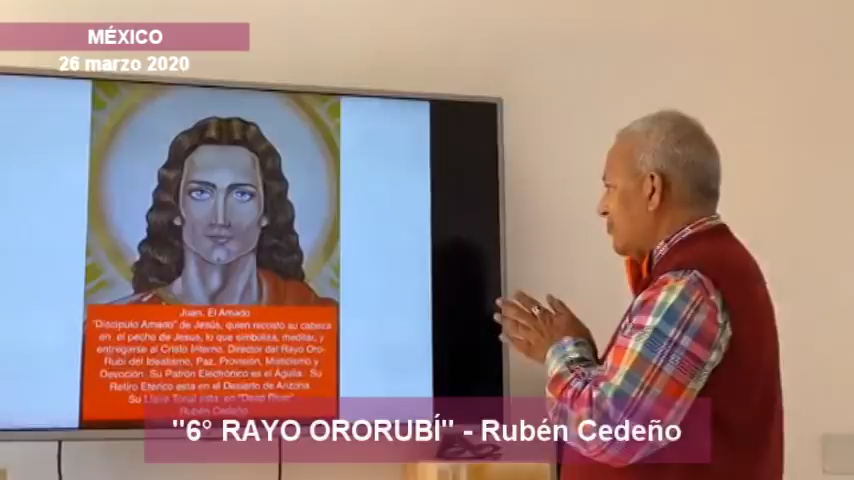 MÉXICO
26 marzo 2020
Juan, El Amado
"Discípulo Amado" de Jesús, quien recostó su cabeza
en el pecho de Jesús, lo que simboliza, meditar, y
entregarse al Cristo Interno. Director del Rayo Oro-
Rubí del Idealismo, Paz, Provisión, Misticismo y
Devoción. Su Patrón Electrónico es el Águila. Su
Retiro Etérico esta en el Desierto de Arizona.
Su Llave Tonal esta en "Deep River"
Rubén Cedeño
"6° RAYO ORORUBÍ" - Rubén Cedeño